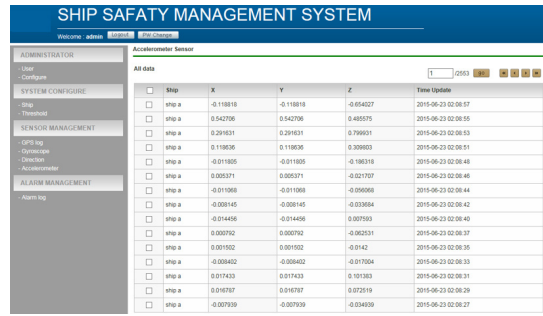 SHIP SAFATY MANAGEMENT SYSTEM
Welcome : admin Logout PW Change
ADMINISTRATOR
- User
- Configure
SYSTEM CONFIGURE
- Ship
- Threshold
SENSOR MANAGEMENT
- GPS log
- Gyroscope
- Direction
- Accelerometer
ALARM MANAGEMENT
- Alarm log
Accelerometer Sensor
All data
1 /2553 go
Ship X Y Z Time Update
ship a -0.118818 -0.118818 -0.654027 2015-06-23 02:08:57
ship a 0.542706 0.542706 0.485575 2015-06-23 02:08:55
ship a 0.291631 0.291631 0.799931 2015-06-23 02:08:53
ship a 0.118636 0.118636 0.309803 2015-06-23 02:08:51
ship a -0.011805 -0.011805 -0.186318 2015-06-23 02:08:48
ship a 0.005371 0.005371 -0.021707 2015-06-23 02:08:46
ship a -0.011068 -0.011068 -0.056068 2015-06-23 02:08:44
ship a -0.008145 -0.008145 -0.033684 2015-06-23 02:08:42
ship a -0.014456 -0.014456 0.007593 2015-06-23 02:08:40
ship a 0.000792 0.000792 -0.062531 2015-06-23 02:08:37
ship a 0.001502 0.001502 -0.0142 2015-06-23 02:08:35
ship a -0.008402 -0.008402 -0.017004 2015-06-23 02:08:33
ship a 0.017433 0.017433 0.101383 2015-06-23 02:08:31
ship a 0.016787 0.016787 0.072519 2015-06-23 02:08:29
ship a -0.007939 -0.007939 -0.034939 2015-06-23 02:08:27